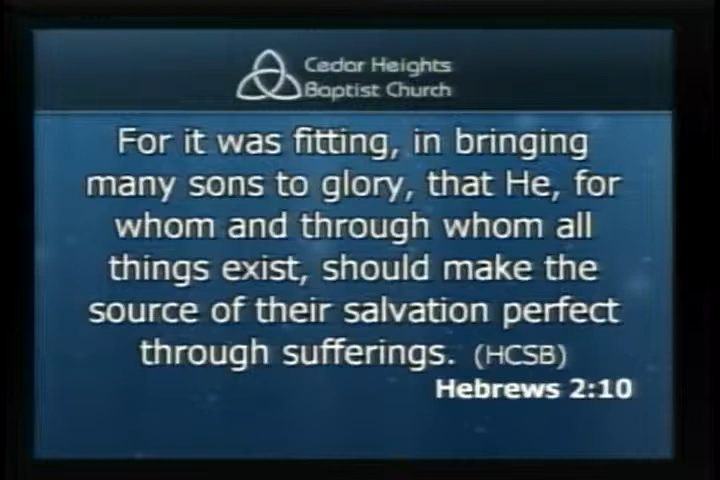 Cedar Heights
Baptist Church
For it was fitting, in bringing
many sons to glory, that He, for
whom and through whom all
things exist, should make the
source of their salvation perfect
through sufferings. (HCSB)
Hebrews 2:10